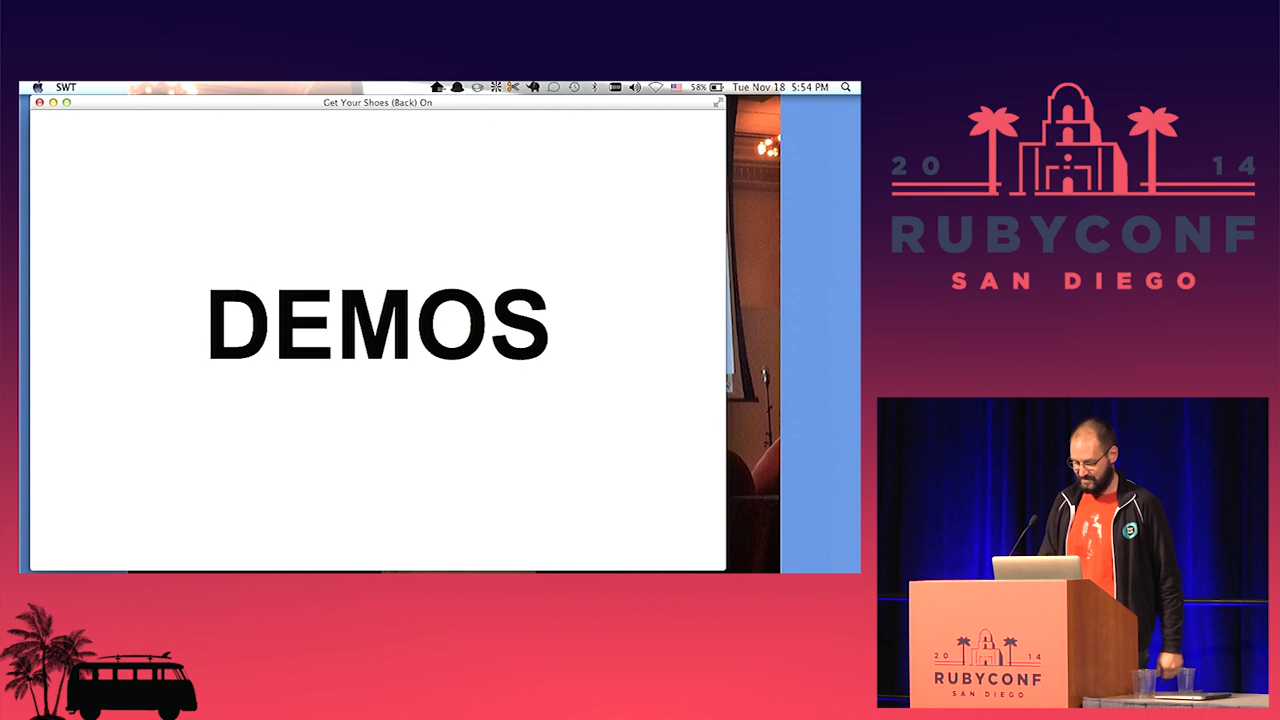 SWT
58%
Tue Nov 18 5:54 PM
Get Your Shoes (Back) On
DEMOS
20 14
RUBYCONF
SAN DIEGO
20 14
RUBYCONF
SAN DIEGO